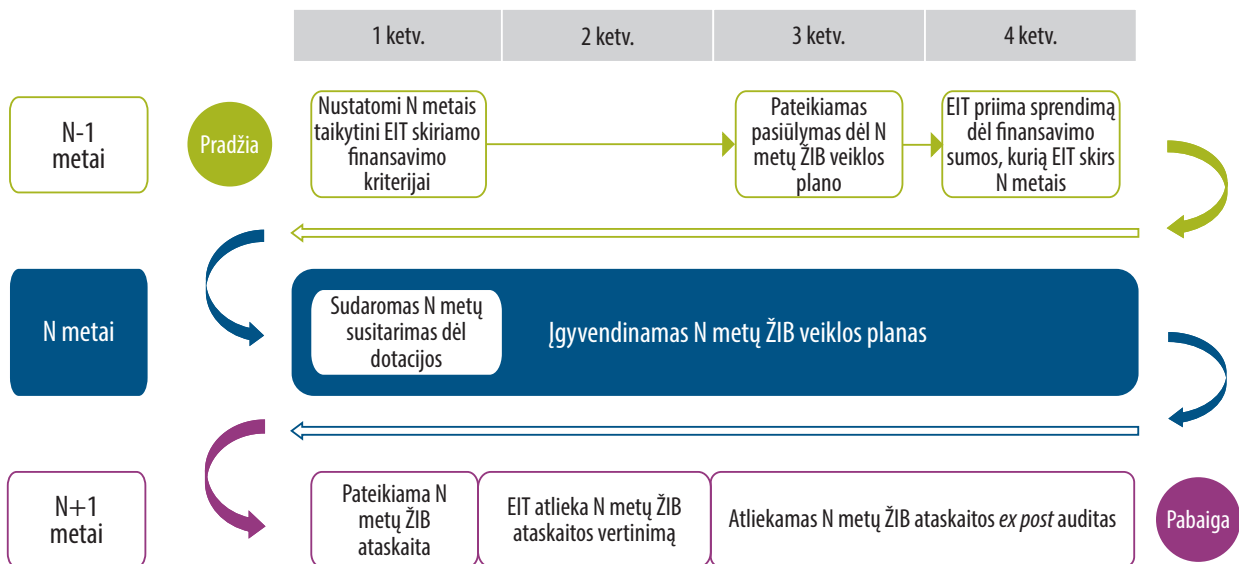 1 ketv.
2 ketv.
3 ketv.
4 ketv.
N-1
metai
Pradžia
Nustatomi N metais
taikytini EIT skiriamo
finansavimo
kriterijai
Pateikiamas
pasiūlymas dėl N
metų ŽIB veiklos
plano
EIT priima sprendimą
dėl finansavimo
sumos, kurią EIT skirs
N metais
N metai
Sudaromas N metų
susitarimas dėl
dotacijos
Įgyvendinamas N metų ŽIB veiklos planas
N+1
metai
Pateikiama N
metų ŽIB
ataskaita
EIT atlieka N metų ŽIB
ataskaitos vertinimą
Atliekamas N metų ŽIB ataskaitos ex post auditas
Pabaiga